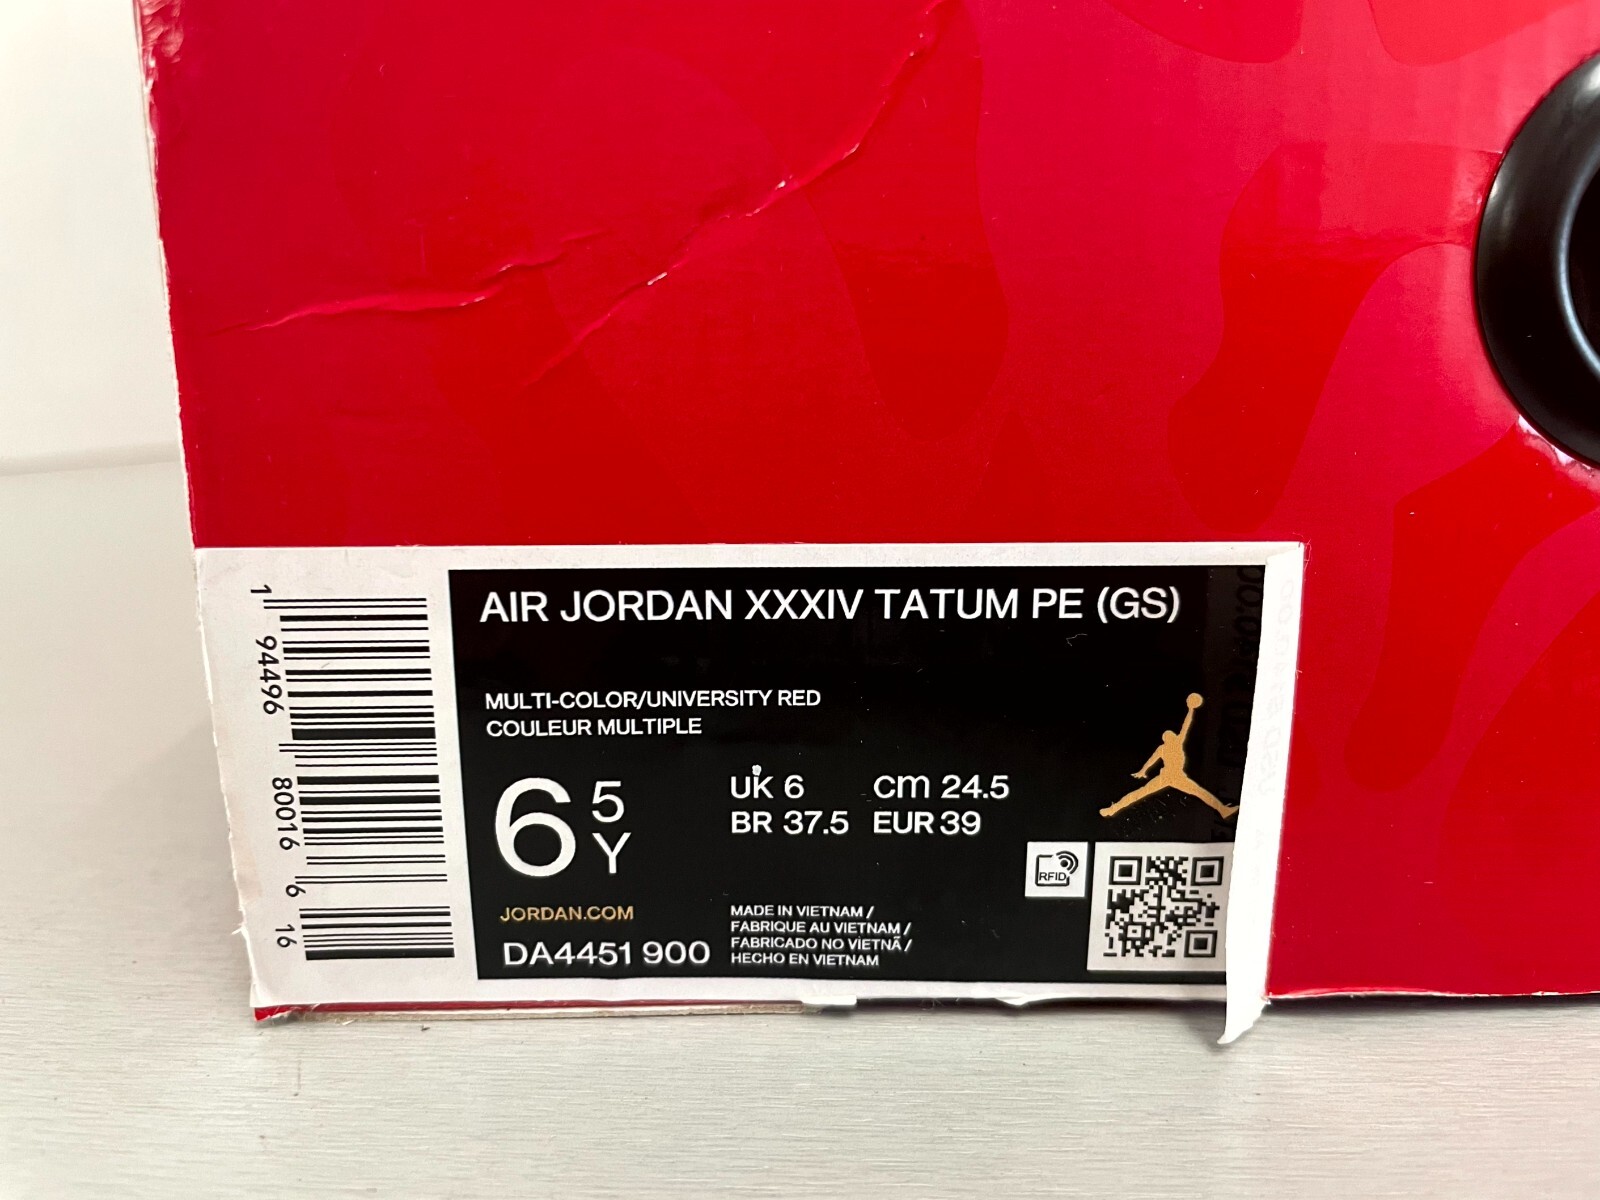 AIR JORDAN XXXIV TATUM PE (GS)
MULTI-COLOR/UNIVERSITY RED
COULEUR MULTIPLE
6 5 Y
UK 6
CM 24.5
BR 37.5
EUR 39
RFID
JORDAN.COM
DA4451 900
MADE IN VIETNAM /
FABRIQUE AU VIETNAM /
FABRICADO NO VIETNÃ /
HECHO EN VIETNAM
1 94496 80016 6 16